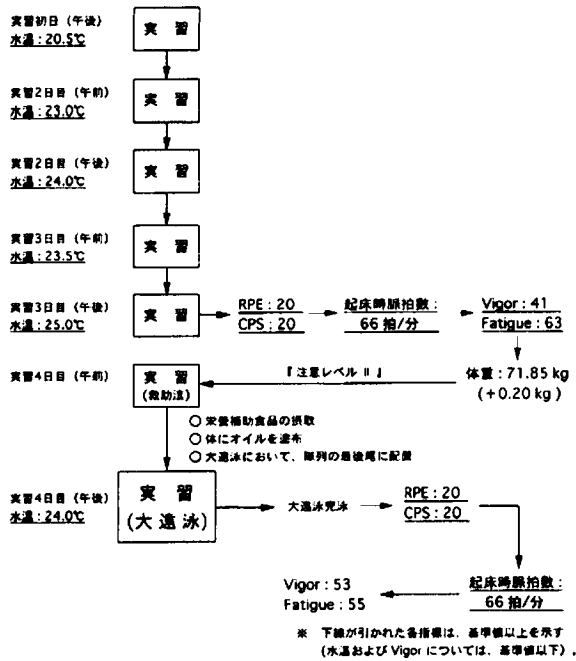 実習初日（午後）
水温：20.5℃
実 習
実習2日目（午前）
水温：23.0℃
実 習
実習2日目（午後）
水温：24.0℃
実 習
実習3日目（午前）
水温：23.5℃
実 習
実習3日目（午後）
水温：25.0℃
実 習
RPE：20
CPS：20
起床時脈拍数：
66 拍/分
Vigor：41
Fatigue：63
体重：71.85 kg
（+0.20 kg）
『注意レベル Ⅱ』
実習4日目（午前）
実 習
(救助法)
○ 栄養補助食品の摂取
○ 体にオイルを塗布
○ 大遠泳において、隊列の最後尾に配置
実習4日目（午後）
水温：24.0℃
実 習
(大 遠 泳)
大遠泳完泳
RPE：20
CPS：20
起床時脈拍数：
66 拍/分
Vigor：53
Fatigue：55
※ 下線が引かれた各指標は、基準値以上を示す
（水温および Vigor については、基準値以下）。